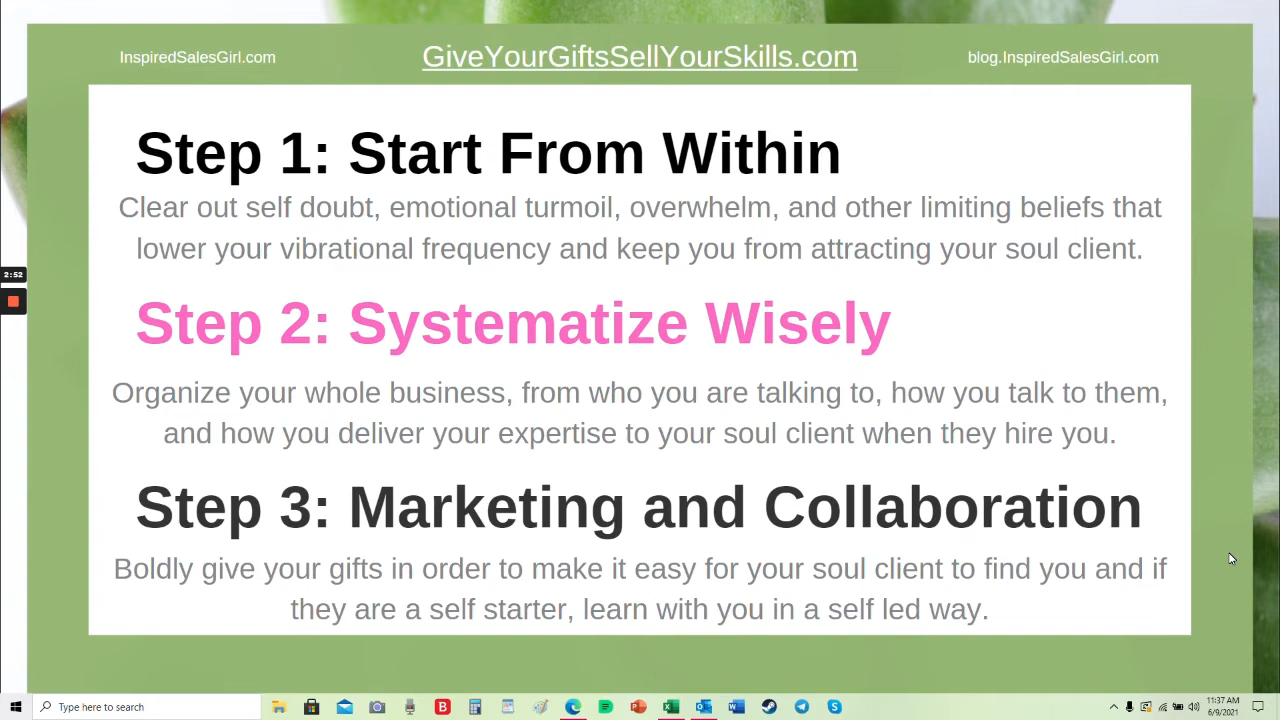 InspiredSalesGirl.com
GiveYourGiftsSellYourSkills.com
blog.InspiredSalesGirl.com
Step 1: Start From Within
Clear out self doubt, emotional turmoil, overwhelm, and other limiting beliefs that
lower your vibrational frequency and keep you from attracting your soul client.
2:52
Step 2: Systematize Wisely
Organize your whole business, from who you are talking to, how you talk to them,
and how you deliver your expertise to your soul client when they hire you.
Step 3: Marketing and Collaboration
Boldly give your gifts in order to make it easy for your soul client to find you and if
they are a self starter, learn with you in a self led way.
Type here to search
B
11:37 AM
6/9/2021